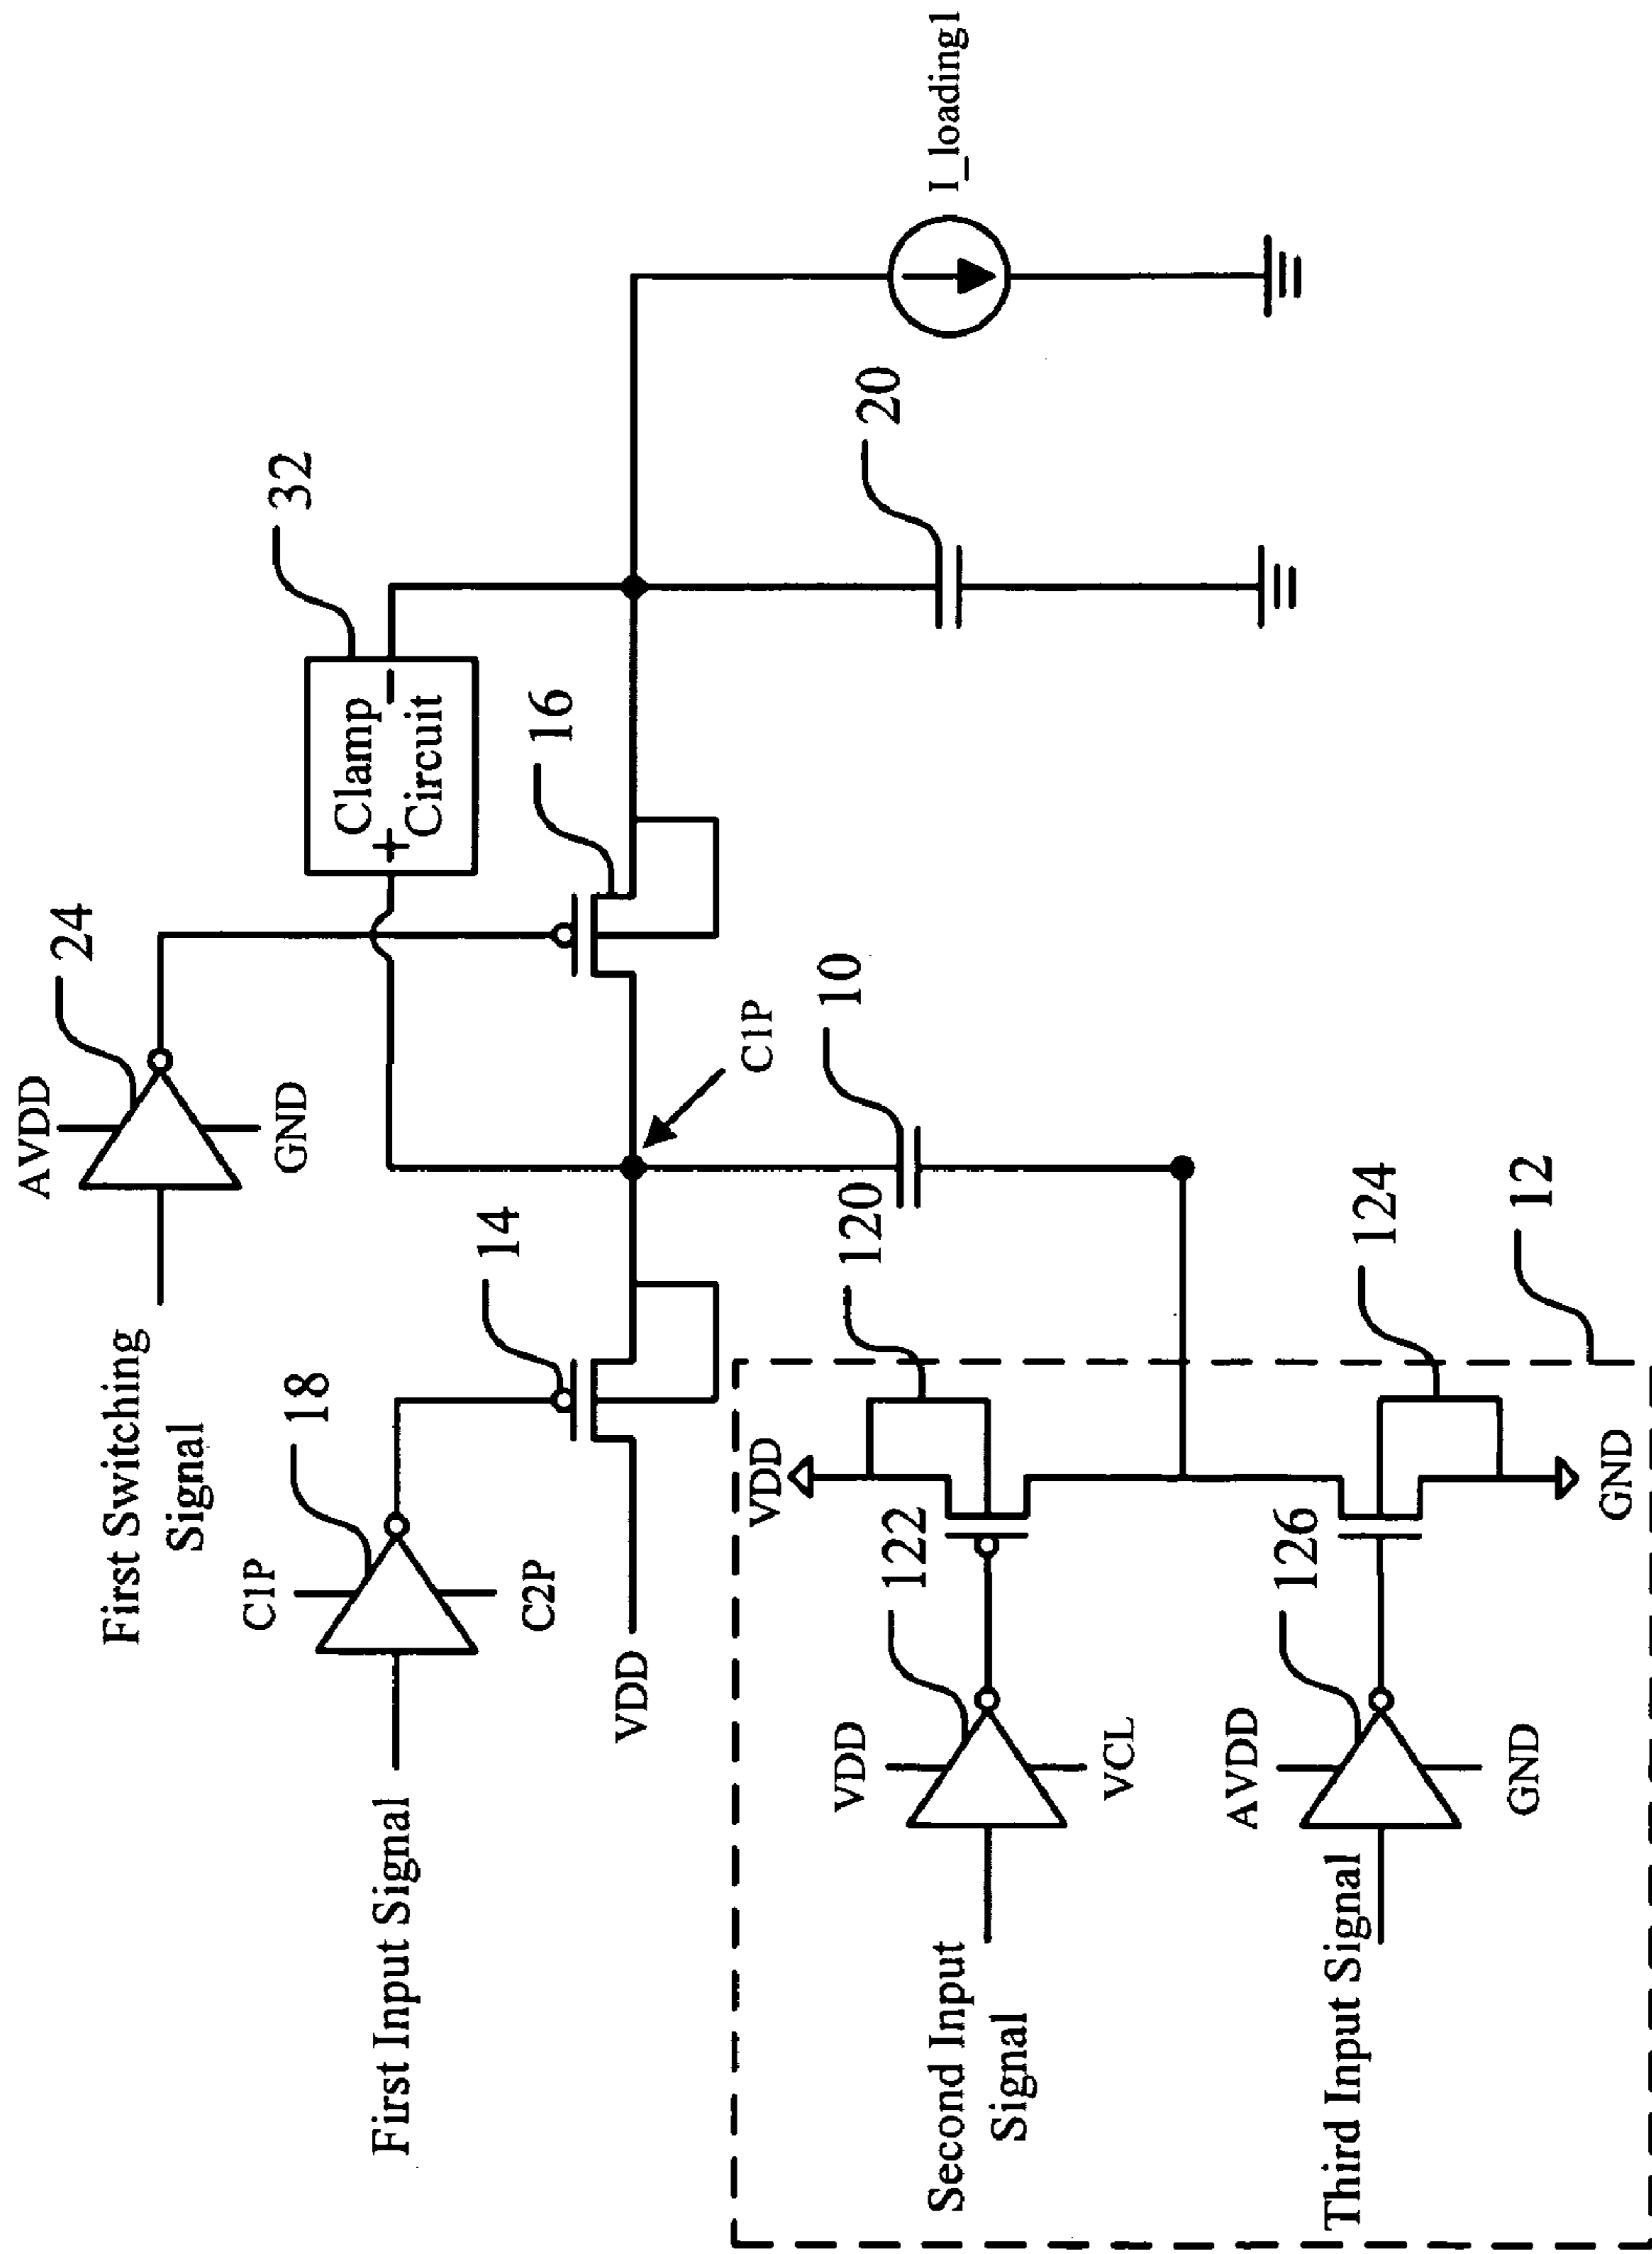 First Switching
Signal
AVDD
GND
24
First Input Signal
C1P
C2P
18
VDD
14
C1P
16
Clamp
+ −
Circuit
32
10
20
I_loading1
Second Input
Signal
VDD
VCL
122
VDD
120
Third Input Signal
AVDD
GND
126
GND
124
12